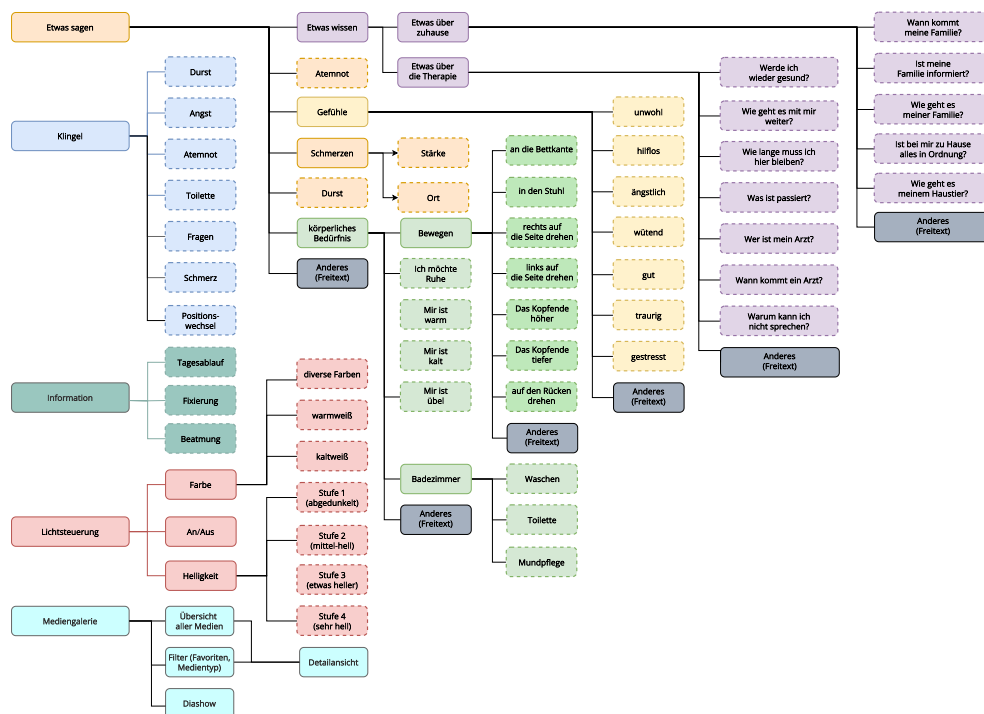 Etwas sagen
Etwas wissen
Etwas über
zuhause
Wann kommt
meine Familie?
Etwas über
die Therapie
Ist meine
Familie informiert?
Wie geht es
meiner Familie?
Ist bei mir zu Hause
alles in Ordnung?
Wie geht es
meinem Haustier?
Anderes
(Freitext)
Werde ich
wieder gesund?
Wie geht es mit mir
weiter?
Wie lange muss ich
hier bleiben?
Was ist passiert?
Wer ist mein Arzt?
Wann kommt ein Arzt?
Warum kann ich
nicht sprechen?
Anderes
(Freitext)
Atemnot
Gefühle
unwohl
hilflos
ängstlich
wütend
gut
traurig
gestresst
Anderes
(Freitext)
Schmerzen
Stärke
Ort
Durst
körperliches
Bedürfnis
Bewegen
an die Bettkante
in den Stuhl
rechts auf
die Seite drehen
links auf
die Seite drehen
Das Kopfende
höher
Das Kopfende
tiefer
auf den Rücken
drehen
Anderes
(Freitext)
Ich möchte
Ruhe
Mir ist
warm
Mir ist
kalt
Mir ist
übel
Badezimmer
Waschen
Toilette
Mundpflege
Anderes
(Freitext)
Anderes
(Freitext)
Klingel
Durst
Angst
Atemnot
Toilette
Fragen
Schmerz
Positions-
wechsel
Information
Tagesablauf
Fixierung
Beatmung
Lichtsteuerung
Farbe
diverse Farben
warmweiß
kaltweiß
An/Aus
Helligkeit
Stufe 1
(abgedunkelt)
Stufe 2
(mittel-hell)
Stufe 3
(etwas heller)
Stufe 4
(sehr hell)
Mediengalerie
Übersicht
aller Medien
Filter (Favoriten,
Medientyp)
Detailansicht
Diashow